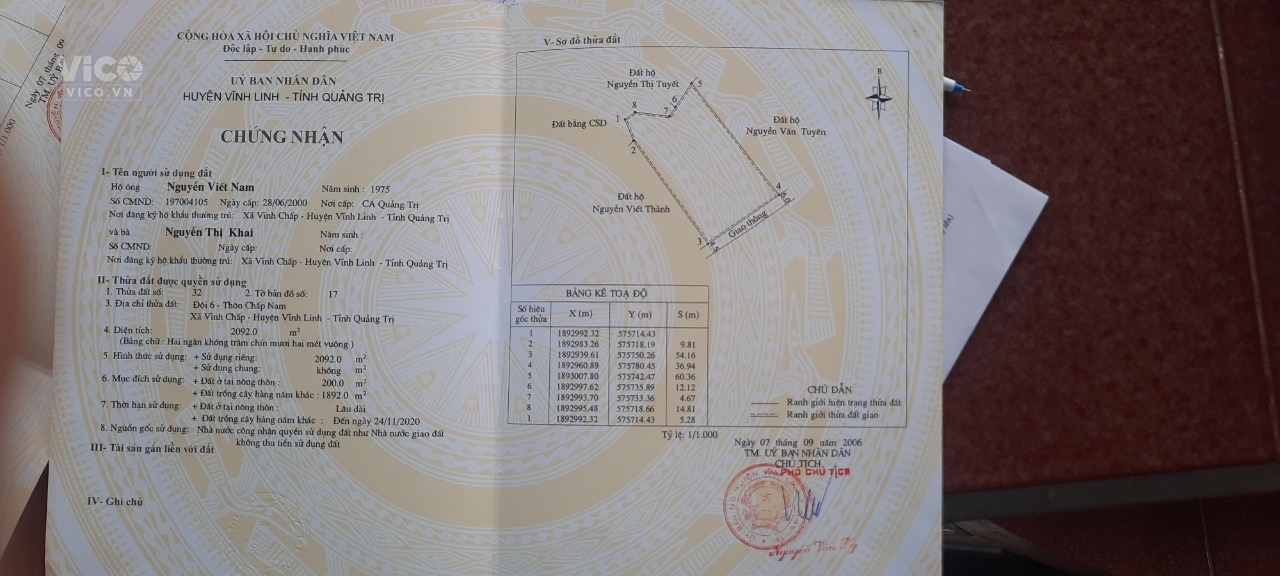 VICO
VICO.VN
Ngày 07 tháng 09
1/1.000
CỘNG HÒA XÃ HỘI CHỦ NGHĨA VIỆT NAM
Độc lập - Tự do - Hạnh phúc
UỶ BAN NHÂN DÂN
HUYỆN VĨNH LINH - TỈNH QUẢNG TRỊ
CHỨNG NHẬN
I- Tên người sử dụng đất
Hộ ông Nguyễn Viết Nam Năm sinh : 1975
Số CMND: 197004105 Ngày cấp: 28/06/2000 Nơi cấp: CA Quảng Trị
Nơi đăng ký hộ khẩu thường trú: Xã Vĩnh Chấp - Huyện Vĩnh Linh - Tỉnh Quảng Trị
và bà Nguyễn Thị Khai Năm sinh :
Số CMND: Ngày cấp: Nơi cấp:
Nơi đăng ký hộ khẩu thường trú: Xã Vĩnh Chấp - Huyện Vĩnh Linh - Tỉnh Quảng Trị
II- Thửa đất được quyền sử dụng
1. Thửa đất số: 32 2. Tờ bản đồ số: 17
3. Địa chỉ thửa đất: Đội 6 - Thôn Chấp Nam
Xã Vĩnh Chấp - Huyện Vĩnh Linh - Tỉnh Quảng Trị
4. Diện tích: 2092.0 m²
(Bằng chữ : Hai ngàn không trăm chín mươi hai mét vuông )
5. Hình thức sử dụng: + Sử dụng riêng: 2092.0 m²
+ Sử dụng chung: không m²
6. Mục đích sử dụng: + Đất ở tại nông thôn : 200.0 m²
+ Đất trồng cây hàng năm khác : 1892.0 m²
7. Thời hạn sử dụng: + Đất ở tại nông thôn : Lâu dài
+ Đất trồng cây hàng năm khác : Đến ngày 24/11/2020
8. Nguồn gốc sử dụng: Nhà nước công nhận quyền sử dụng đất như Nhà nước giao đất
không thu tiền sử dụng đất
III- Tài sản gắn liền với đất
IV- Ghi chú
V- Sơ đồ thửa đất
B
Đất hộ
Nguyễn Thị Tuyết
Đất bằng CSD
Đất hộ
Nguyễn Văn Tuyên
Đất hộ
Nguyễn Viết Thành
Giao thông
1
2
3
4
5
6
7
8
BẢNG KÊ TOẠ ĐỘ
Số hiệu góc thửa X (m) Y (m) S (m)
1 1892992.32 575714.43
2 1892983.26 575718.19 9.81
3 1892939.61 575750.26 54.16
4 1892960.89 575780.45 36.94
5 1893007.80 575742.47 60.36
6 1892997.62 575735.89 12.12
7 1892993.70 575733.36 4.67
8 1892995.48 575718.66 14.81
1 1892992.32 575714.43 5.28
CHÚ DẪN
Ranh giới hiện trạng thửa đất
Ranh giới thửa đất giao
Tỷ lệ: 1/1.000
Ngày 07 tháng 09 năm 2006
TM. UỶ BAN NHÂN DÂN
CHỦ TỊCH
PHÓ CHỦ TỊCH